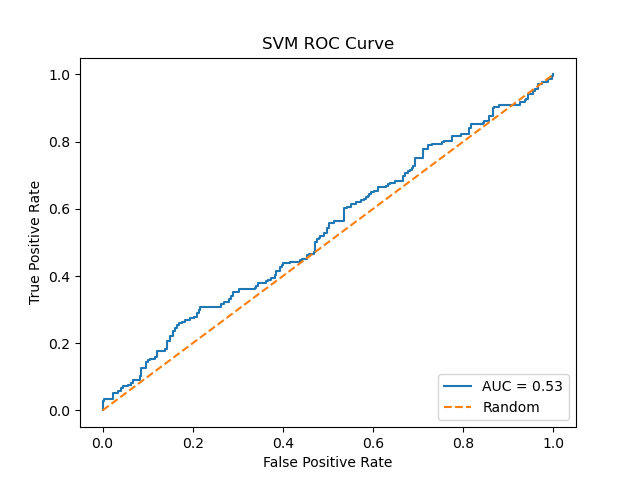 SVM ROC Curve
1.0
0.8
0.6
0.4
0.2
0.0
True Positive Rate
0.0 0.2 0.4 0.6 0.8 1.0
False Positive Rate
AUC = 0.53
Random